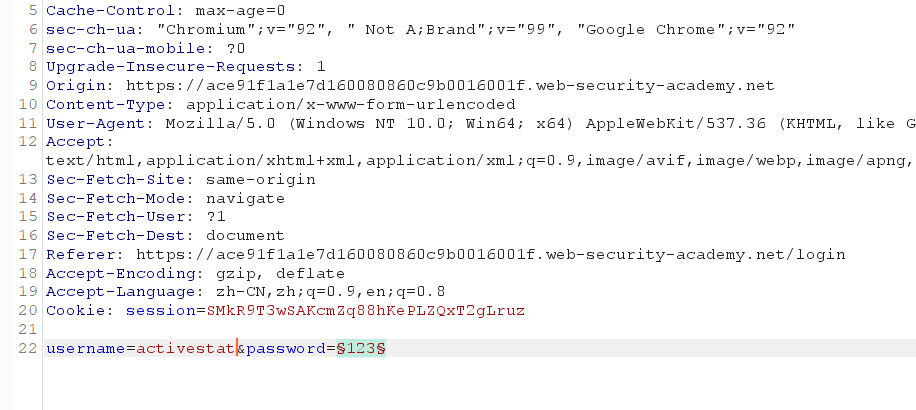 5 Cache-Control: max-age=0
6 sec-ch-ua: "Chromium";v="92", " Not A;Brand";v="99", "Google Chrome";v="92"
7 sec-ch-ua-mobile: ?0
8 Upgrade-Insecure-Requests: 1
9 Origin: https://ace91f1a1e7d160080860c9b0016001f.web-security-academy.net
10 Content-Type: application/x-www-form-urlencoded
11 User-Agent: Mozilla/5.0 (Windows NT 10.0; Win64; x64) AppleWebKit/537.36 (KHTML, like G
12 Accept:
text/html,application/xhtml+xml,application/xml;q=0.9,image/avif,image/webp,image/apng,
13 Sec-Fetch-Site: same-origin
14 Sec-Fetch-Mode: navigate
15 Sec-Fetch-User: ?1
16 Sec-Fetch-Dest: document
17 Referer: https://ace91f1a1e7d160080860c9b0016001f.web-security-academy.net/login
18 Accept-Encoding: gzip, deflate
19 Accept-Language: zh-CN,zh;q=0.9,en;q=0.8
20 Cookie: session=SMkR9T3wSAKcmZq88hKePLZQxT2gLruz
21
22 username=activestat&password=§123§